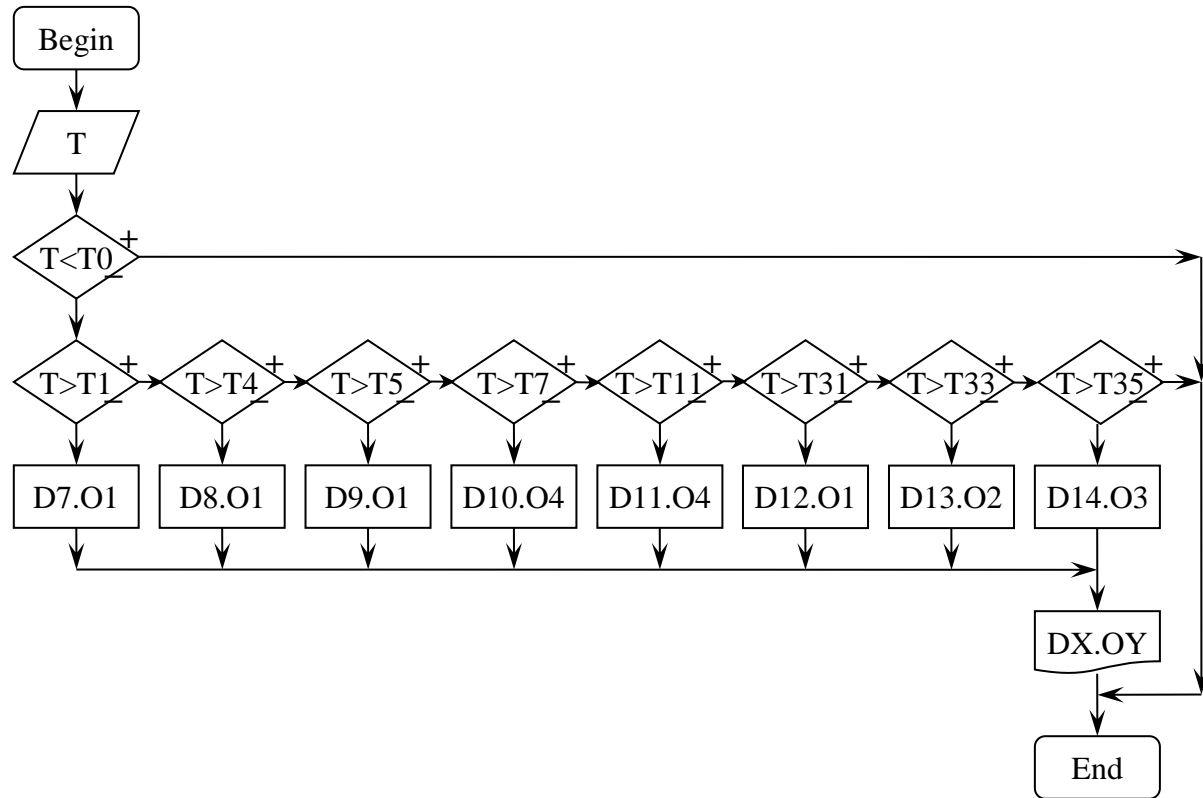 Begin
T
T<T0
+
–
T>T1
+
–
T>T4
+
–
T>T5
+
–
T>T7
+
–
T>T11
+
–
T>T31
+
–
T>T33
+
–
T>T35
+
–
D7.O1
D8.O1
D9.O1
D10.O4
D11.O4
D12.O1
D13.O2
D14.O3
DX.OY
End